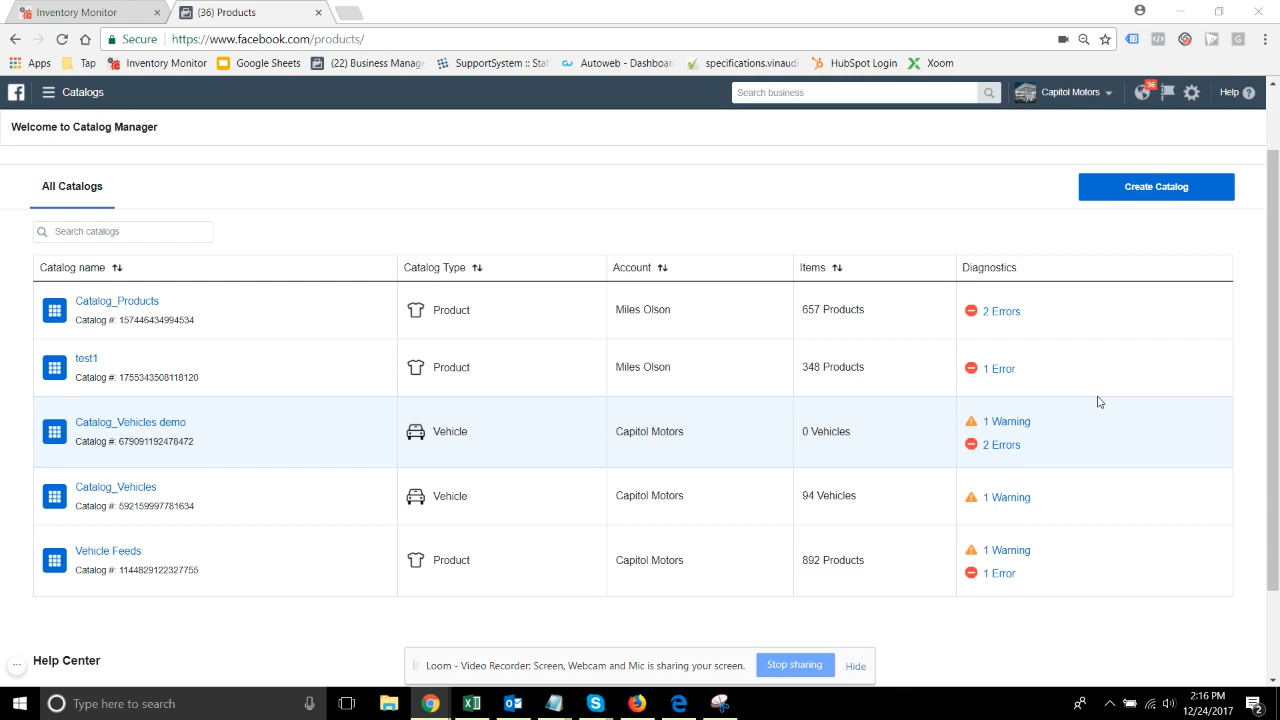 Inventory Monitor
(36) Products
Secure https://www.facebook.com/products/
Apps Tap Inventory Monitor Google Sheets (22) Business Mana SupportSystem :: Sta Autoweb - Dashboar specifications.vinaud HubSpot Login Xoom
Catalogs Search business Capitol Motors 36 Help
Welcome to Catalog Manager
All Catalogs
Create Catalog
Search catalogs
Catalog name Catalog Type Account Items Diagnostics
Catalog_Products
Catalog #: 157446434994534
Product Miles Olson 657 Products 2 Errors
test1
Catalog #: 1755343508118120
Product Miles Olson 348 Products 1 Error
Catalog_Vehicles demo
Catalog #: 679091192478472
Vehicle Capitol Motors 0 Vehicles
1 Warning
2 Errors
Catalog_Vehicles
Catalog #: 592159997781634
Vehicle Capitol Motors 94 Vehicles 1 Warning
Vehicle Feeds
Catalog #: 1144829122327755
Product Capitol Motors 892 Products
1 Warning
1 Error
Help Center
Loom - Video Recorder: Screen, Webcam and Mic is sharing your screen. Stop sharing Hide
Type here to search
2:16 PM
12/24/2017
2